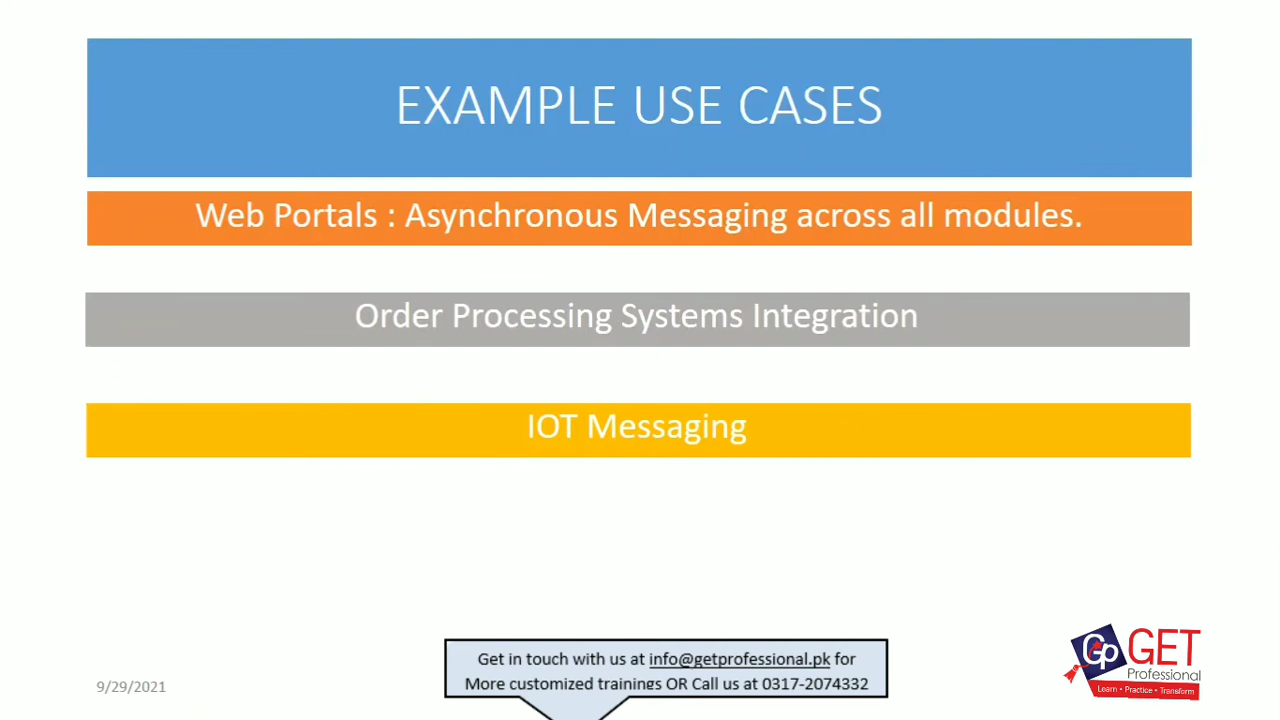 EXAMPLE USE CASES
Web Portals : Asynchronous Messaging across all modules.
Order Processing Systems Integration
IOT Messaging
Get in touch with us at info@getprofessional.pk for
More customized trainings OR Call us at 0317-2074332
9/29/2021
Gp
GET
Professional
Learn • Practice • Transform